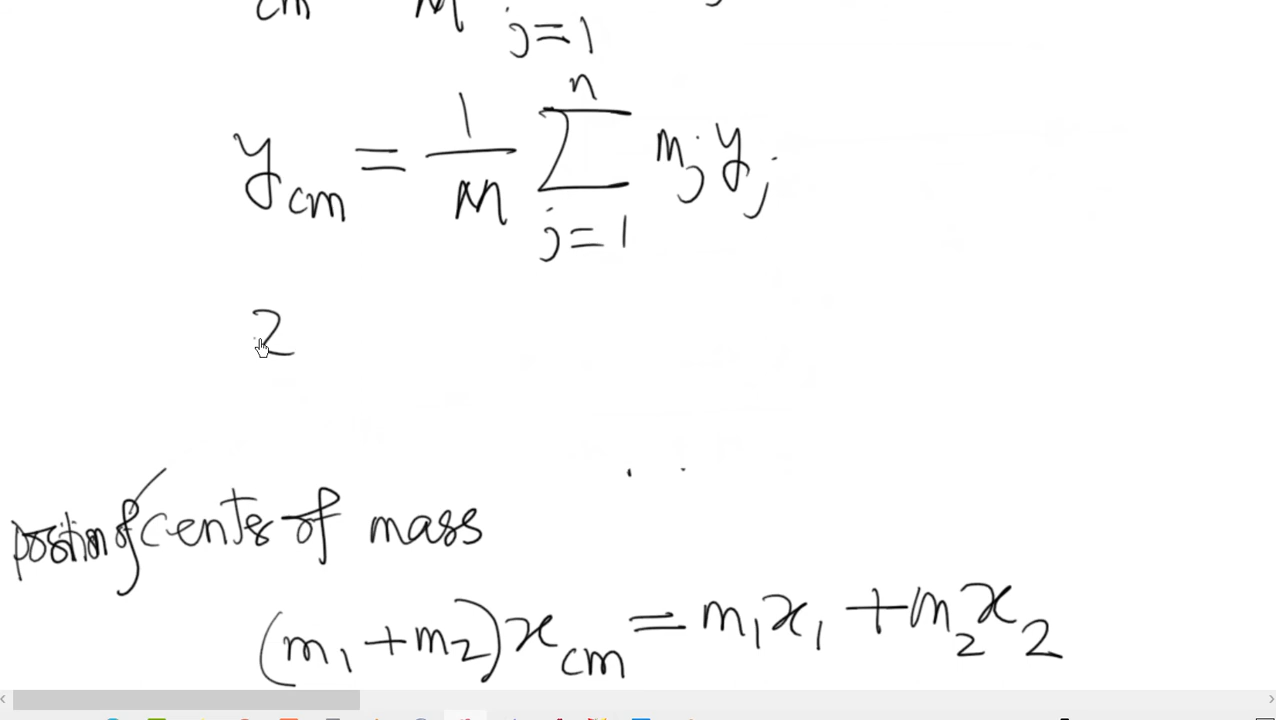 cm M j=1
y_cm = 1/M ∑_{j=1}^{n} m_j y_j
2
position of center of mass
(m_1 + m_2) x_cm = m_1 x_1 + m_2 x_2